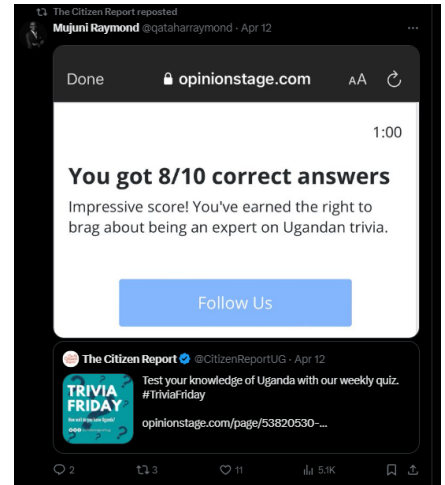 The Citizen Report reposted
Mujuni Raymond @qataharraymond · Apr 12
Done opinionstage.com AA
1:00
You got 8/10 correct answers
Impressive score! You've earned the right to
brag about being an expert on Ugandan trivia.
Follow Us
The Citizen Report @CitizenReportUG · Apr 12
Test your knowledge of Uganda with our weekly quiz.
#TriviaFriday
opinionstage.com/page/53820530-...
TRIVIA
FRIDAY
2 3 11 5.1K